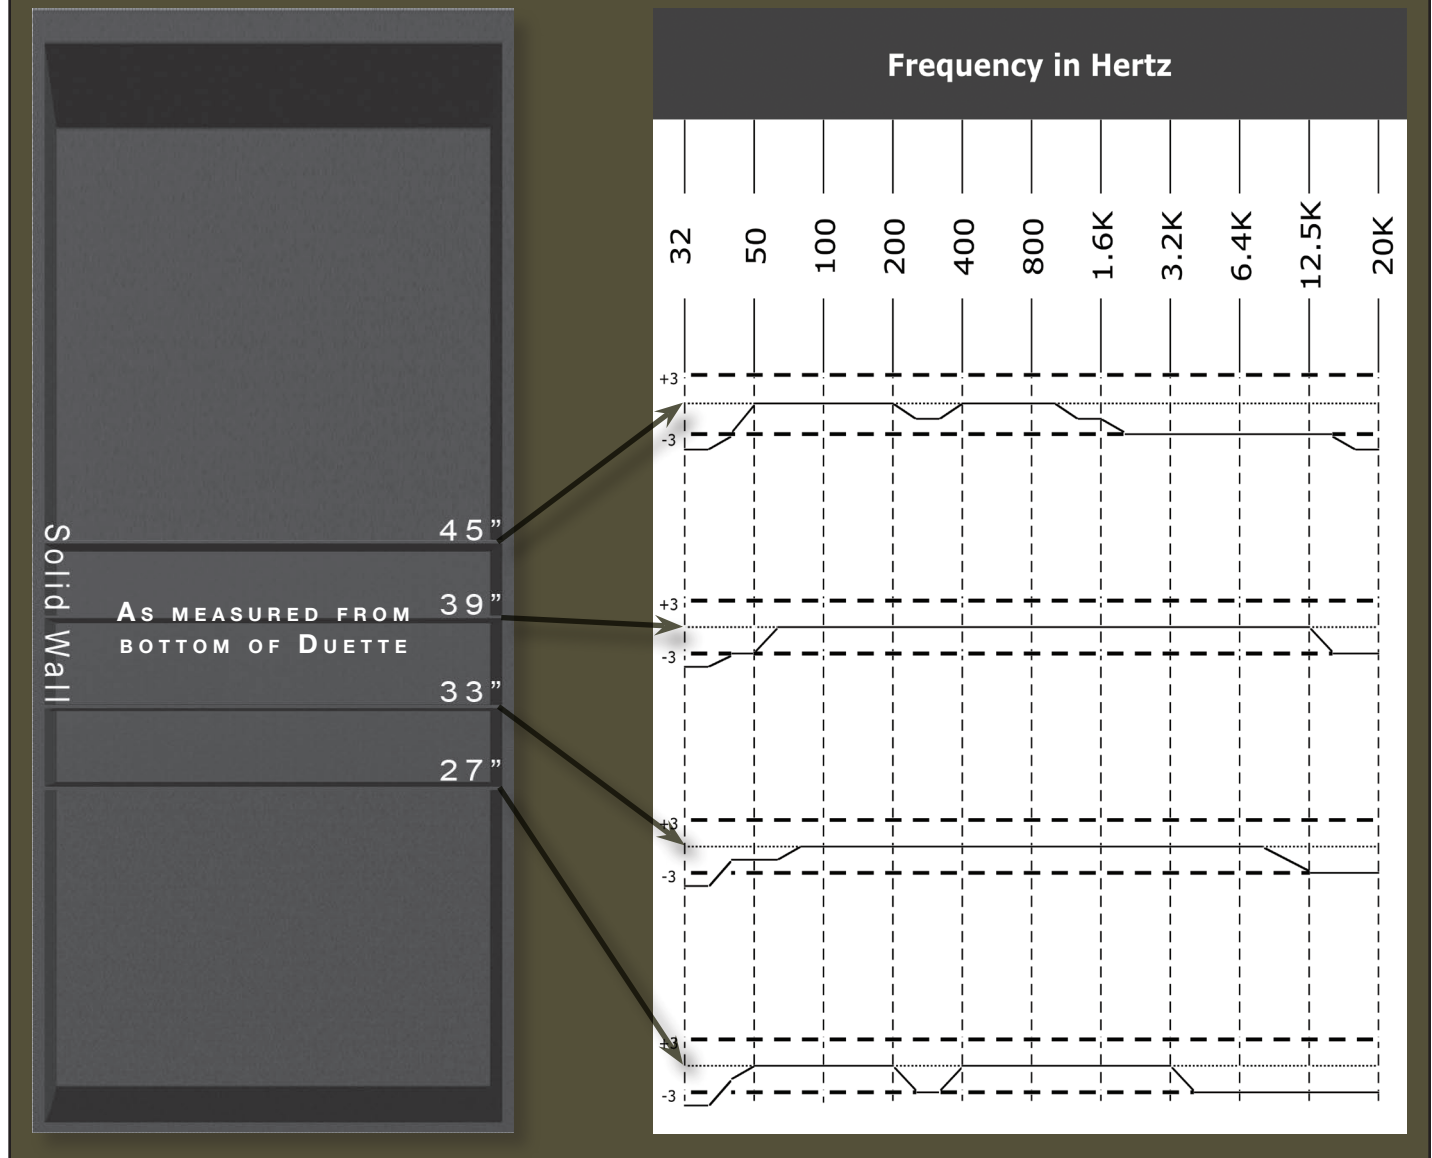 Frequency in Hertz
32
50
100
200
400
800
1.6K
3.2K
6.4K
12.5K
20K
+3
-3
45”
Solid Wall
39”
As measured from
bottom of Duette
+3
-3
33”
27”
+3
-3
+3
-3